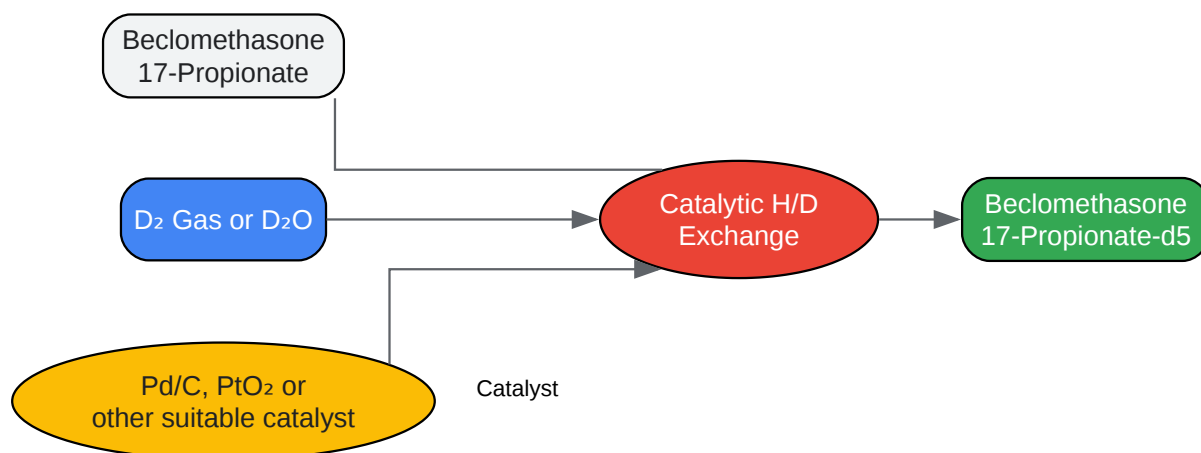 Beclomethasone
17-Propionate
D₂ Gas or D₂O
Catalytic H/D
Exchange
Beclomethasone
17-Propionate-d5
Pd/C, PtO₂ or
other suitable catalyst
Catalyst